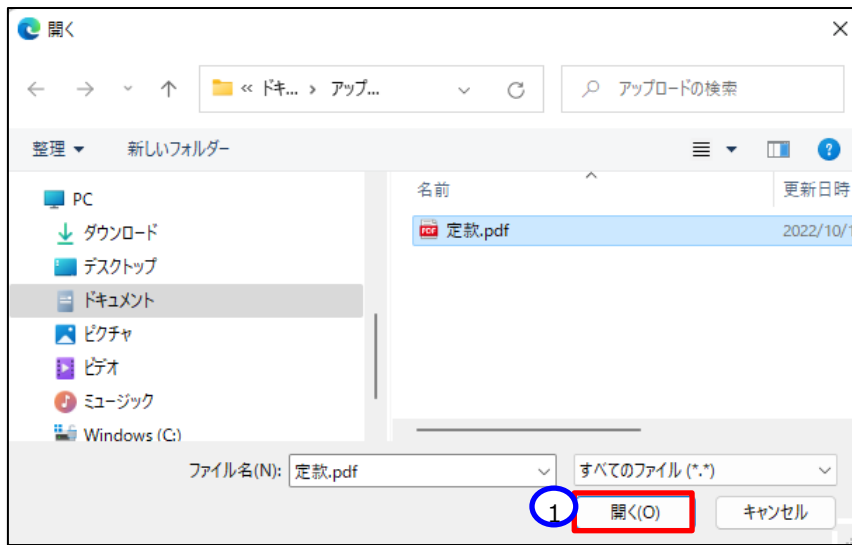 開く
« ドキ... › アップ...
アップロードの検索
整理
新しいフォルダー
?
PC
ダウンロード
デスクトップ
ドキュメント
ピクチャ
ビデオ
ミュージック
Windows (C:)
名前
更新日時
PDF
定款.pdf
2022/10/1
ファイル名(N):
定款.pdf
すべてのファイル (*.*)
1
開く(O)
キャンセル